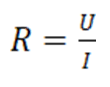 R = U/I